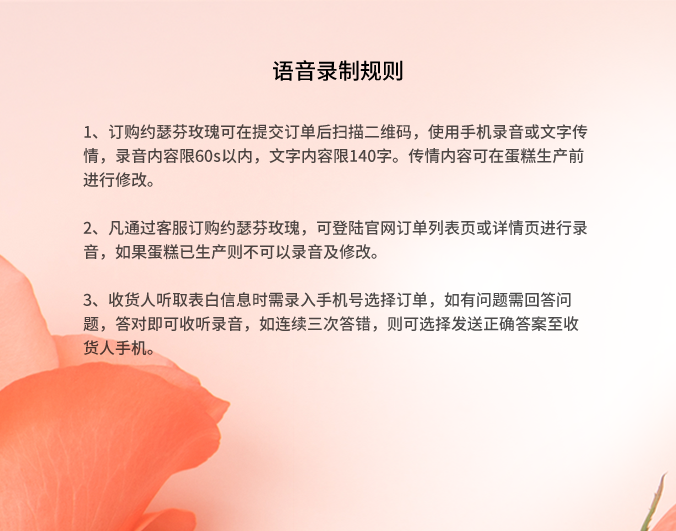 语音录制规则
1、订购约瑟芬玫瑰可在提交订单后扫描二维码，使用手机录音或文字传
情，录音内容限60s以内，文字内容限140字。传情内容可在蛋糕生产前
进行修改。
2、凡通过客服订购约瑟芬玫瑰，可登陆官网订单列表页或详情页进行录
音，如果蛋糕已生产则不可以录音及修改。
3、收货人听取表白信息时需录入手机号选择订单，如有问题需回答问
题，答对即可收听录音，如连续三次答错，则可选择发送正确答案至收
货人手机。